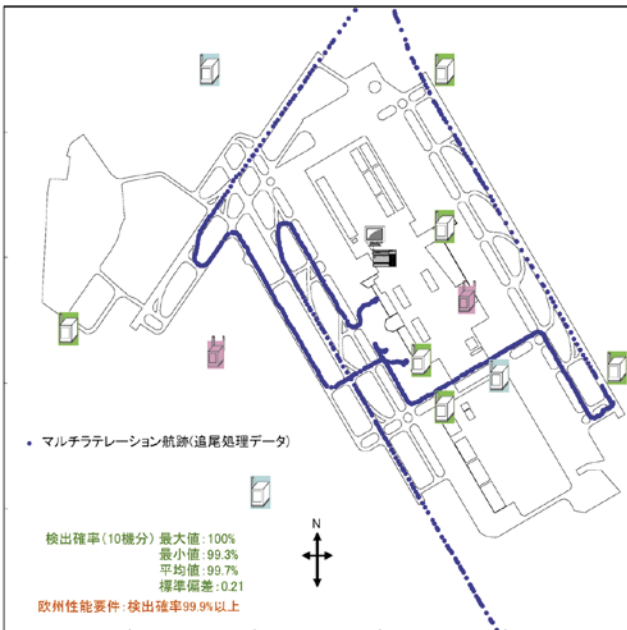 マルチラテレーション航跡(追尾処理データ)
N
検出確率(10機分) 最大値:100%
最小値:99.3%
平均値:99.7%
標準偏差:0.21
欧州性能要件:検出確率99.9%以上